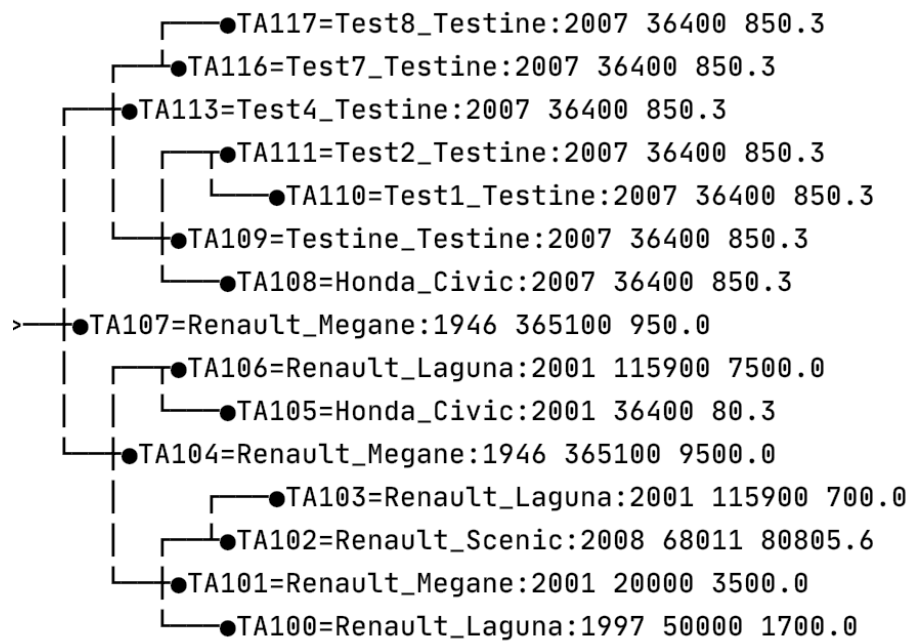 TA117=Test8_Testine:2007 36400 850.3
TA116=Test7_Testine:2007 36400 850.3
TA113=Test4_Testine:2007 36400 850.3
TA111=Test2_Testine:2007 36400 850.3
TA110=Test1_Testine:2007 36400 850.3
TA109=Testine_Testine:2007 36400 850.3
TA108=Honda_Civic:2007 36400 850.3
TA107=Renault_Megane:1946 365100 950.0
TA106=Renault_Laguna:2001 115900 7500.0
TA105=Honda_Civic:2001 36400 80.3
TA104=Renault_Megane:1946 365100 9500.0
TA103=Renault_Laguna:2001 115900 700.0
TA102=Renault_Scenic:2008 68011 80805.6
TA101=Renault_Megane:2001 20000 3500.0
TA100=Renault_Laguna:1997 50000 1700.0